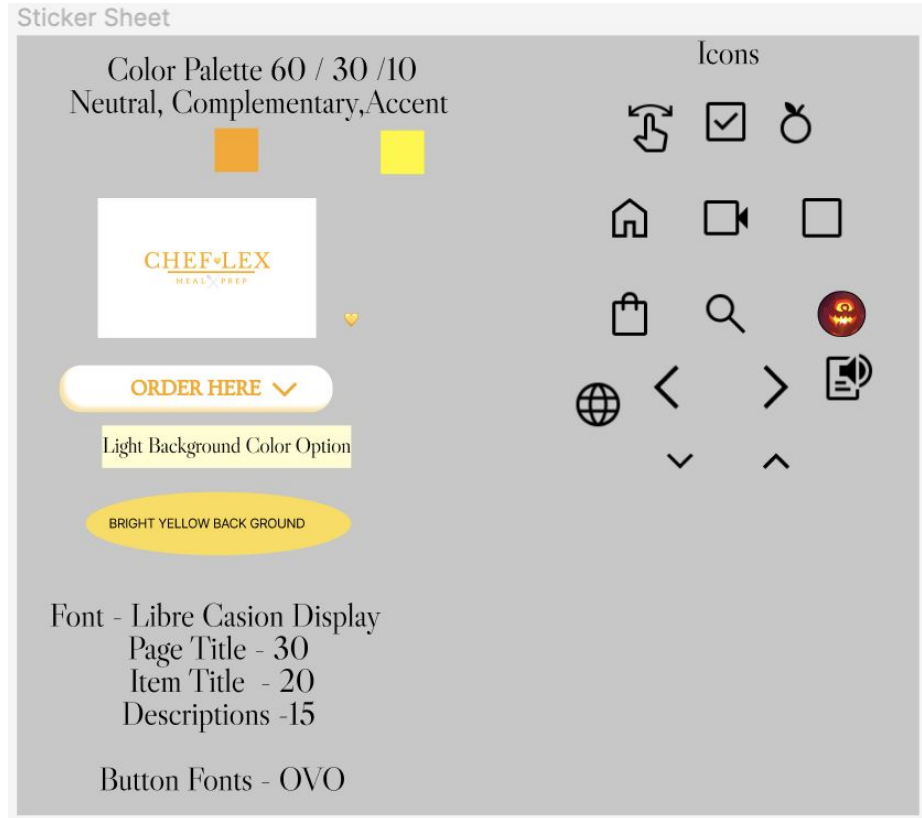 Sticker Sheet
Color Palette 60 / 30 /10
Neutral, Complementary,Accent
CHEF LEX
MEAL PREP
ORDER HERE
Light Background Color Option
BRIGHT YELLOW BACK GROUND
Font - Libre Casion Display
Page Title - 30
Item Title - 20
Descriptions -15
Button Fonts - OVO
Icons